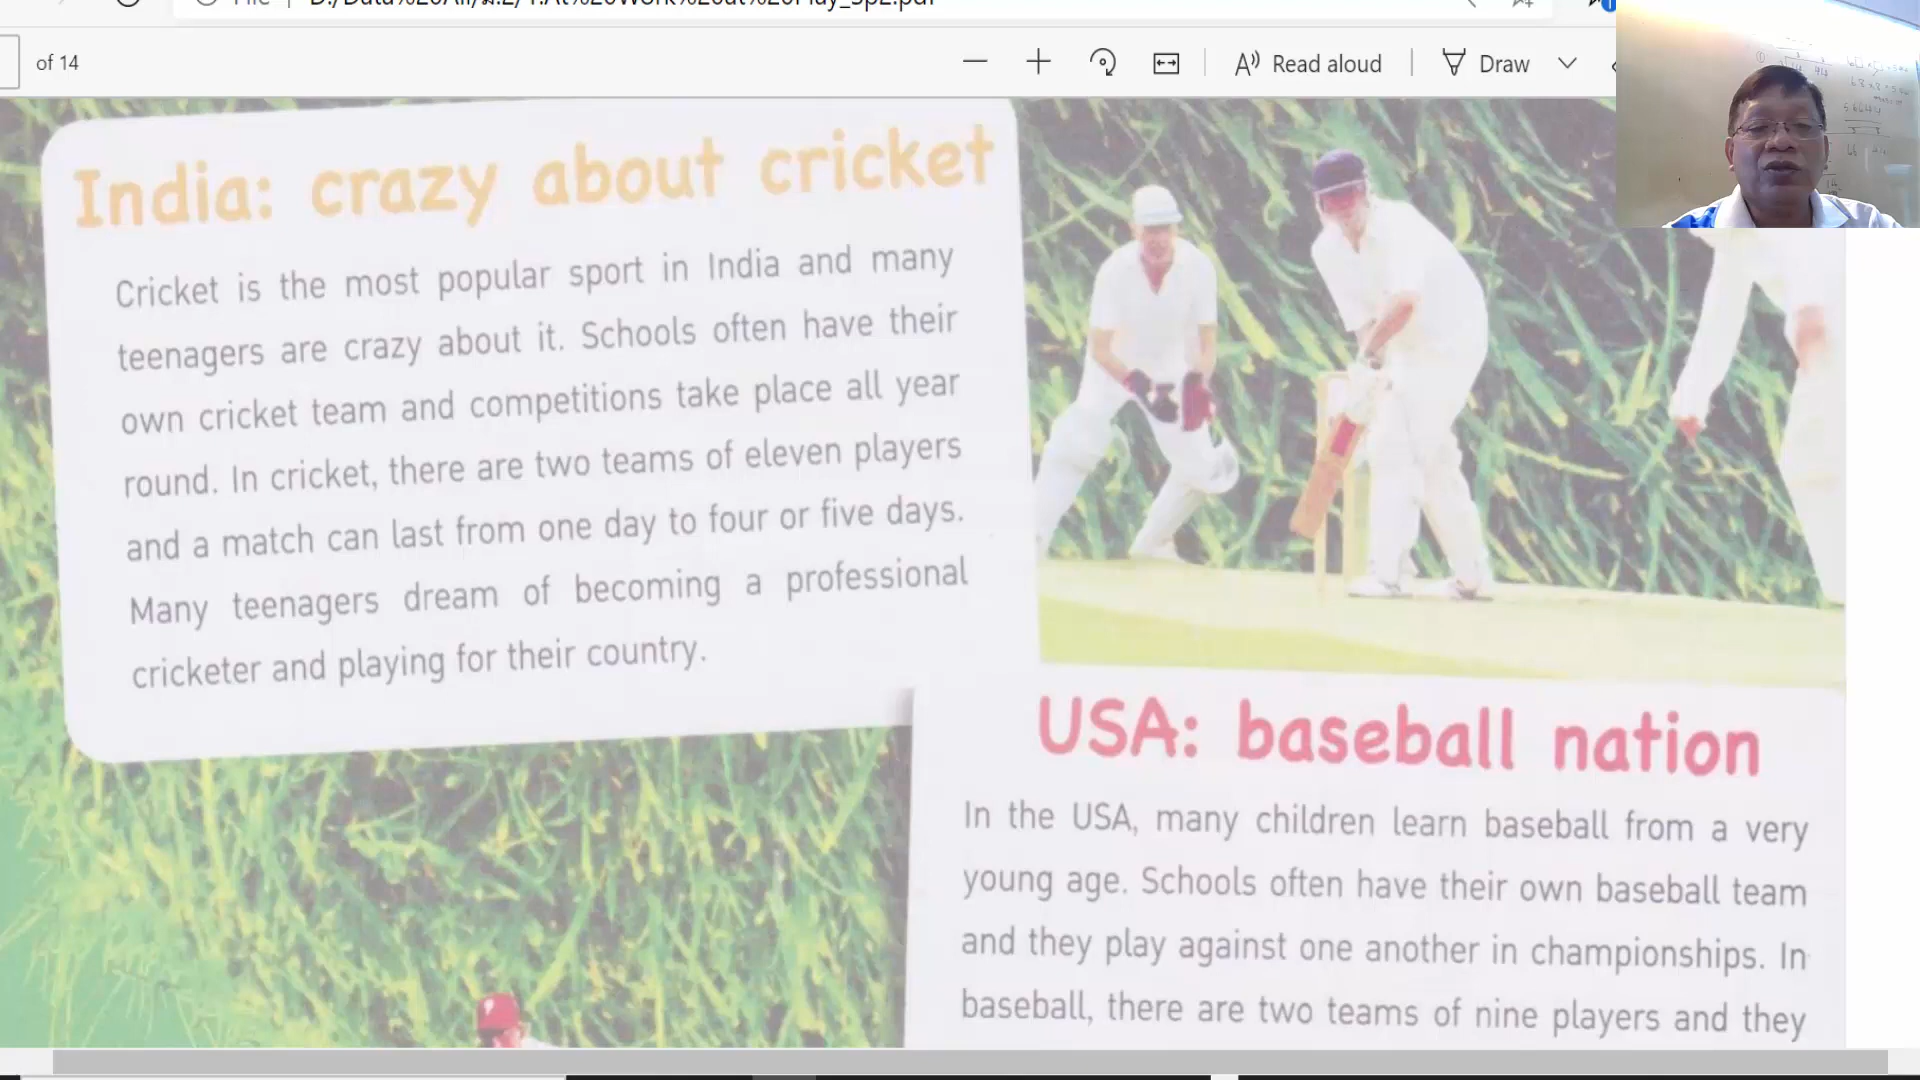 of 14
Read aloud
Draw
India: crazy about cricket
Cricket is the most popular sport in India and many
teenagers are crazy about it. Schools often have their
own cricket team and competitions take place all year
round. In cricket, there are two teams of eleven players
and a match can last from one day to four or five days.
Many teenagers dream of becoming a professional
cricketer and playing for their country.
USA: baseball nation
In the USA, many children learn baseball from a very
young age. Schools often have their own baseball team
and they play against one another in championships. In
baseball, there are two teams of nine players and they